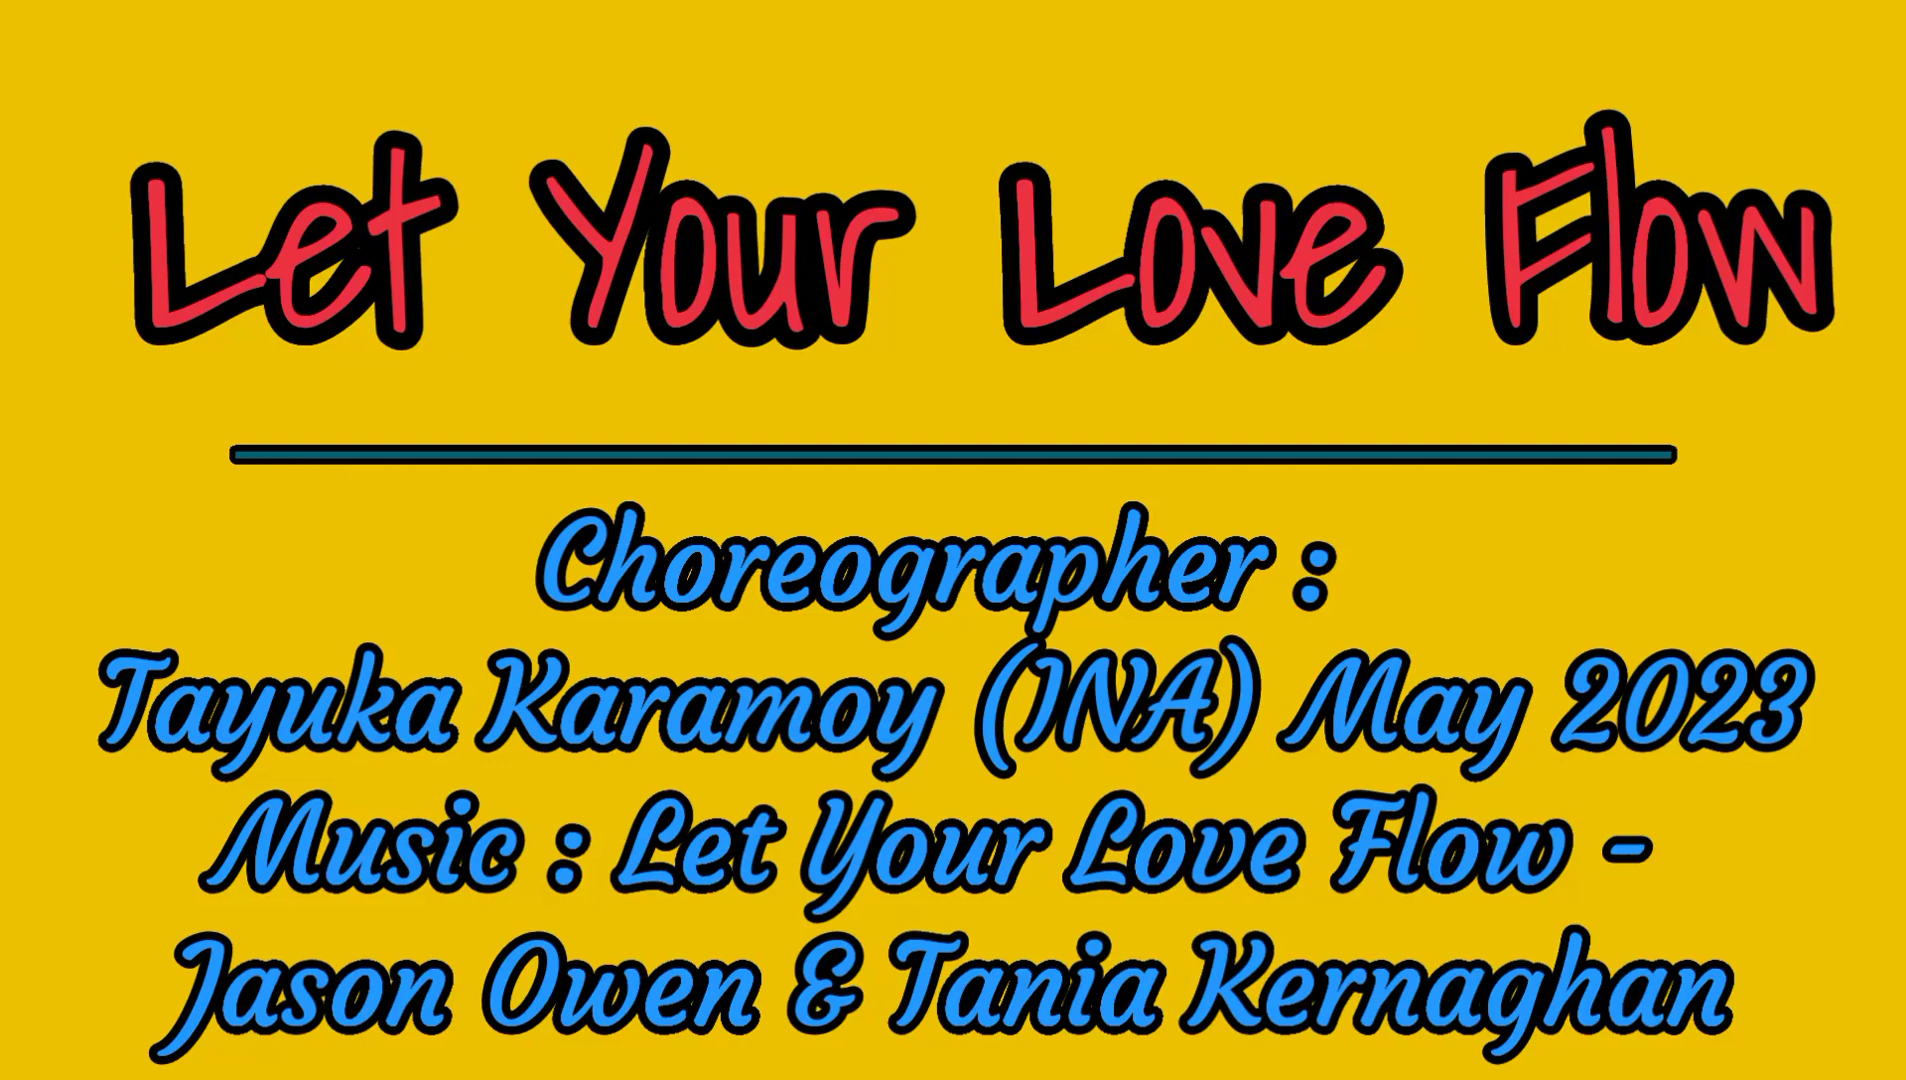 Let Your Love Flow
Choreographer :
Tayuka Karamoy (INA) May 2023
Music : Let Your Love Flow -
Jason Owen & Tania Kernaghan